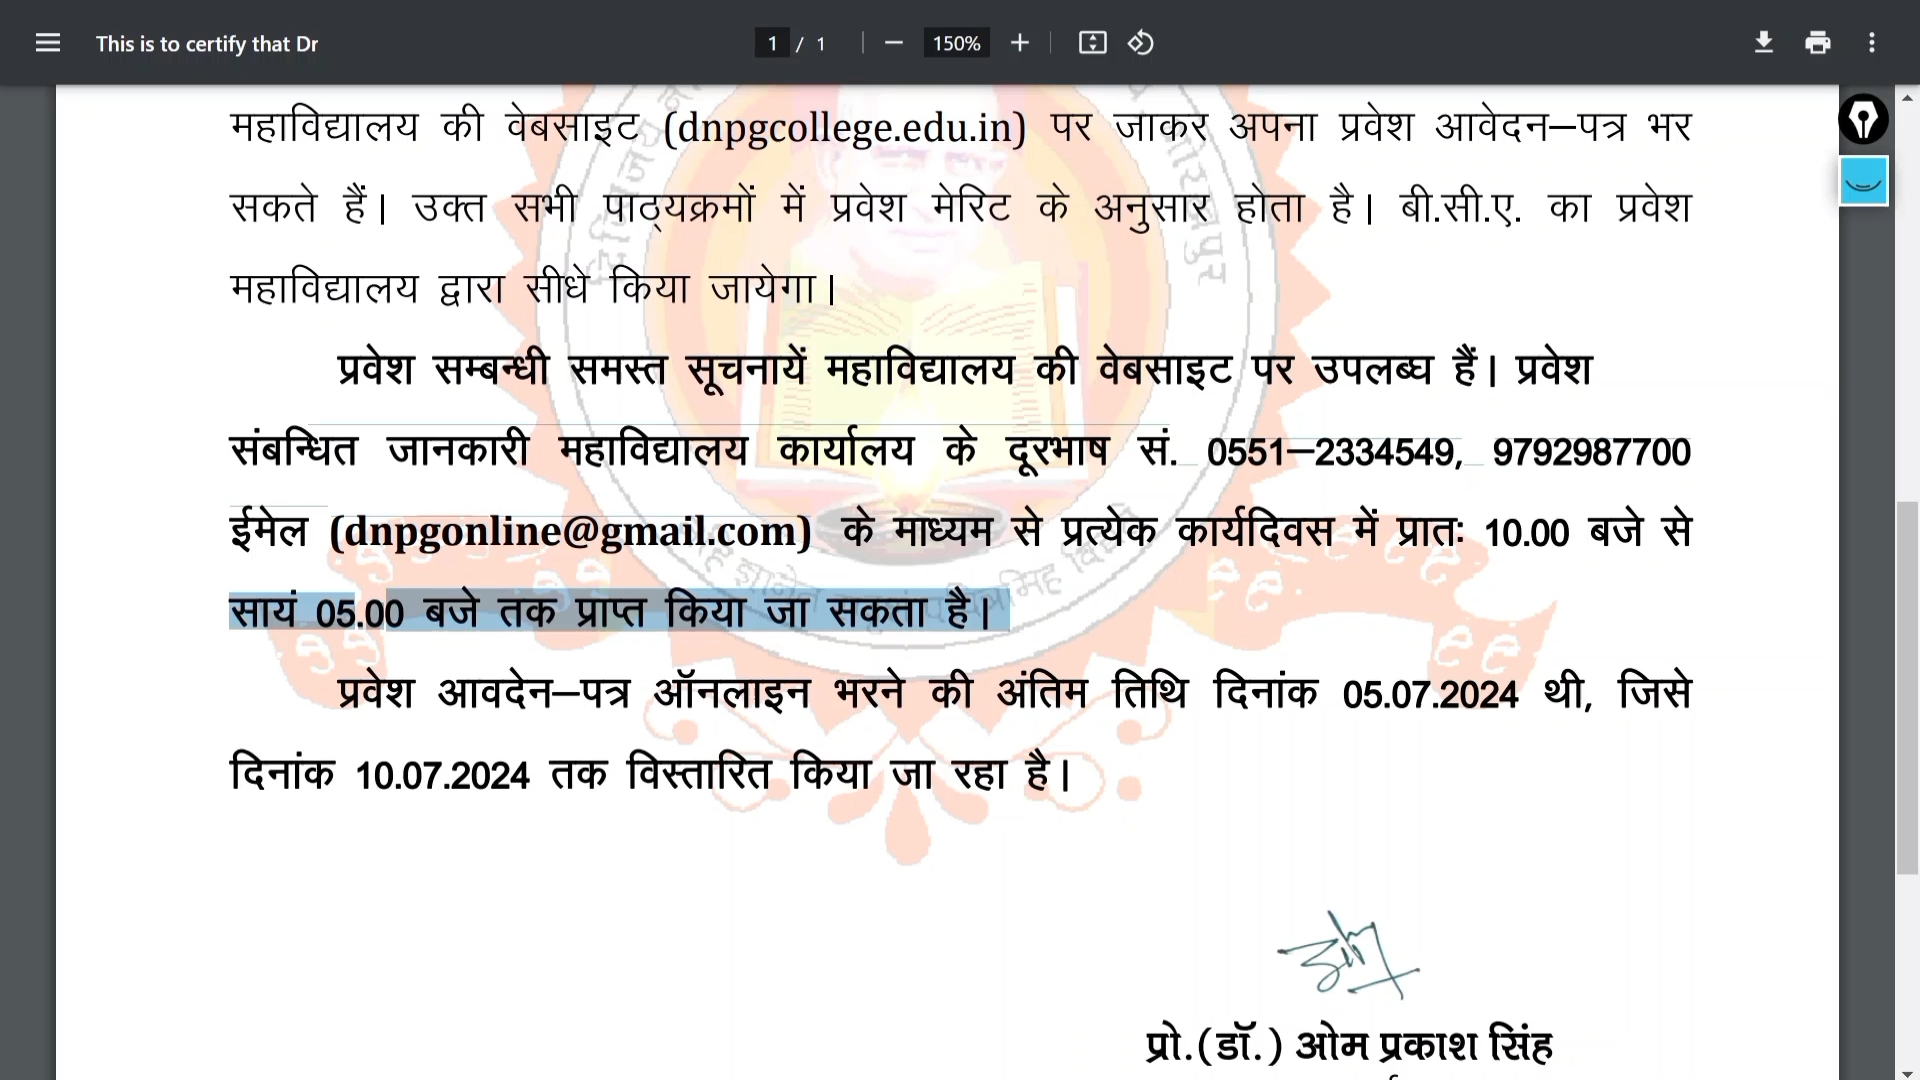 This is to certify that Dr
1 / 1
150%
महाविद्यालय की वेबसाइट (dnpgcollege.edu.in) पर जाकर अपना प्रवेश आवेदन–पत्र भर
सकते हैं। उक्त सभी पाठ्यक्रमों में प्रवेश मेरिट के अनुसार होता है। बी.सी.ए. का प्रवेश
महाविद्यालय द्वारा सीधे किया जायेगा।
प्रवेश सम्बन्धी समस्त सूचनायें महाविद्यालय की वेबसाइट पर उपलब्घ हैं। प्रवेश
संबन्धित जानकारी महाविद्यालय कार्यालय के दूरभाष सं. 0551–2334549, 9792987700
ईमेल (dnpgonline@gmail.com) के माध्यम से प्रत्येक कार्यदिवस में प्रातः 10.00 बजे से
सायं 05.00 बजे तक प्राप्त किया जा सकता है।
प्रवेश आवदेन–पत्र ऑनलाइन भरने की अंतिम तिथि दिनांक 05.07.2024 थी, जिसे
दिनांक 10.07.2024 तक विस्तारित किया जा रहा है।
प्रो.(डॉ.) ओम प्रकाश सिंह